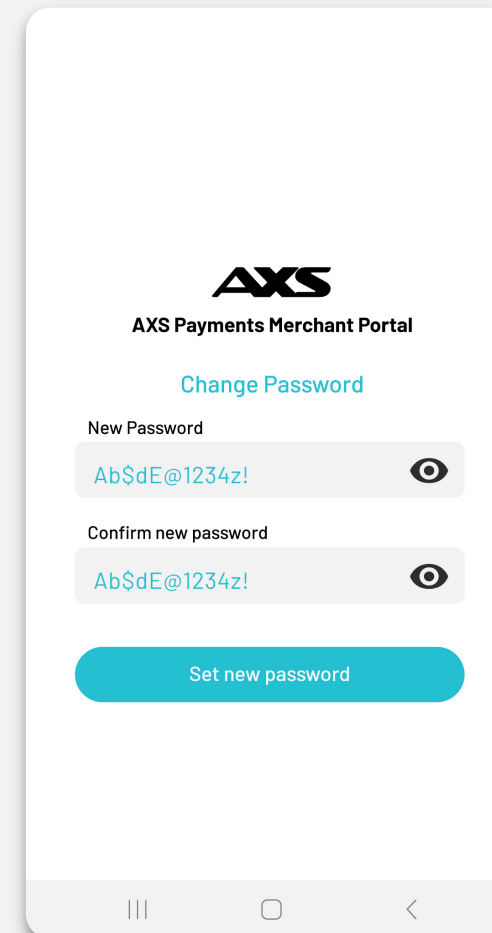 AXS
AXS Payments Merchant Portal
Change Password
New Password
Ab$dE@1234z!
Confirm new password
Ab$dE@1234z!
Set new password